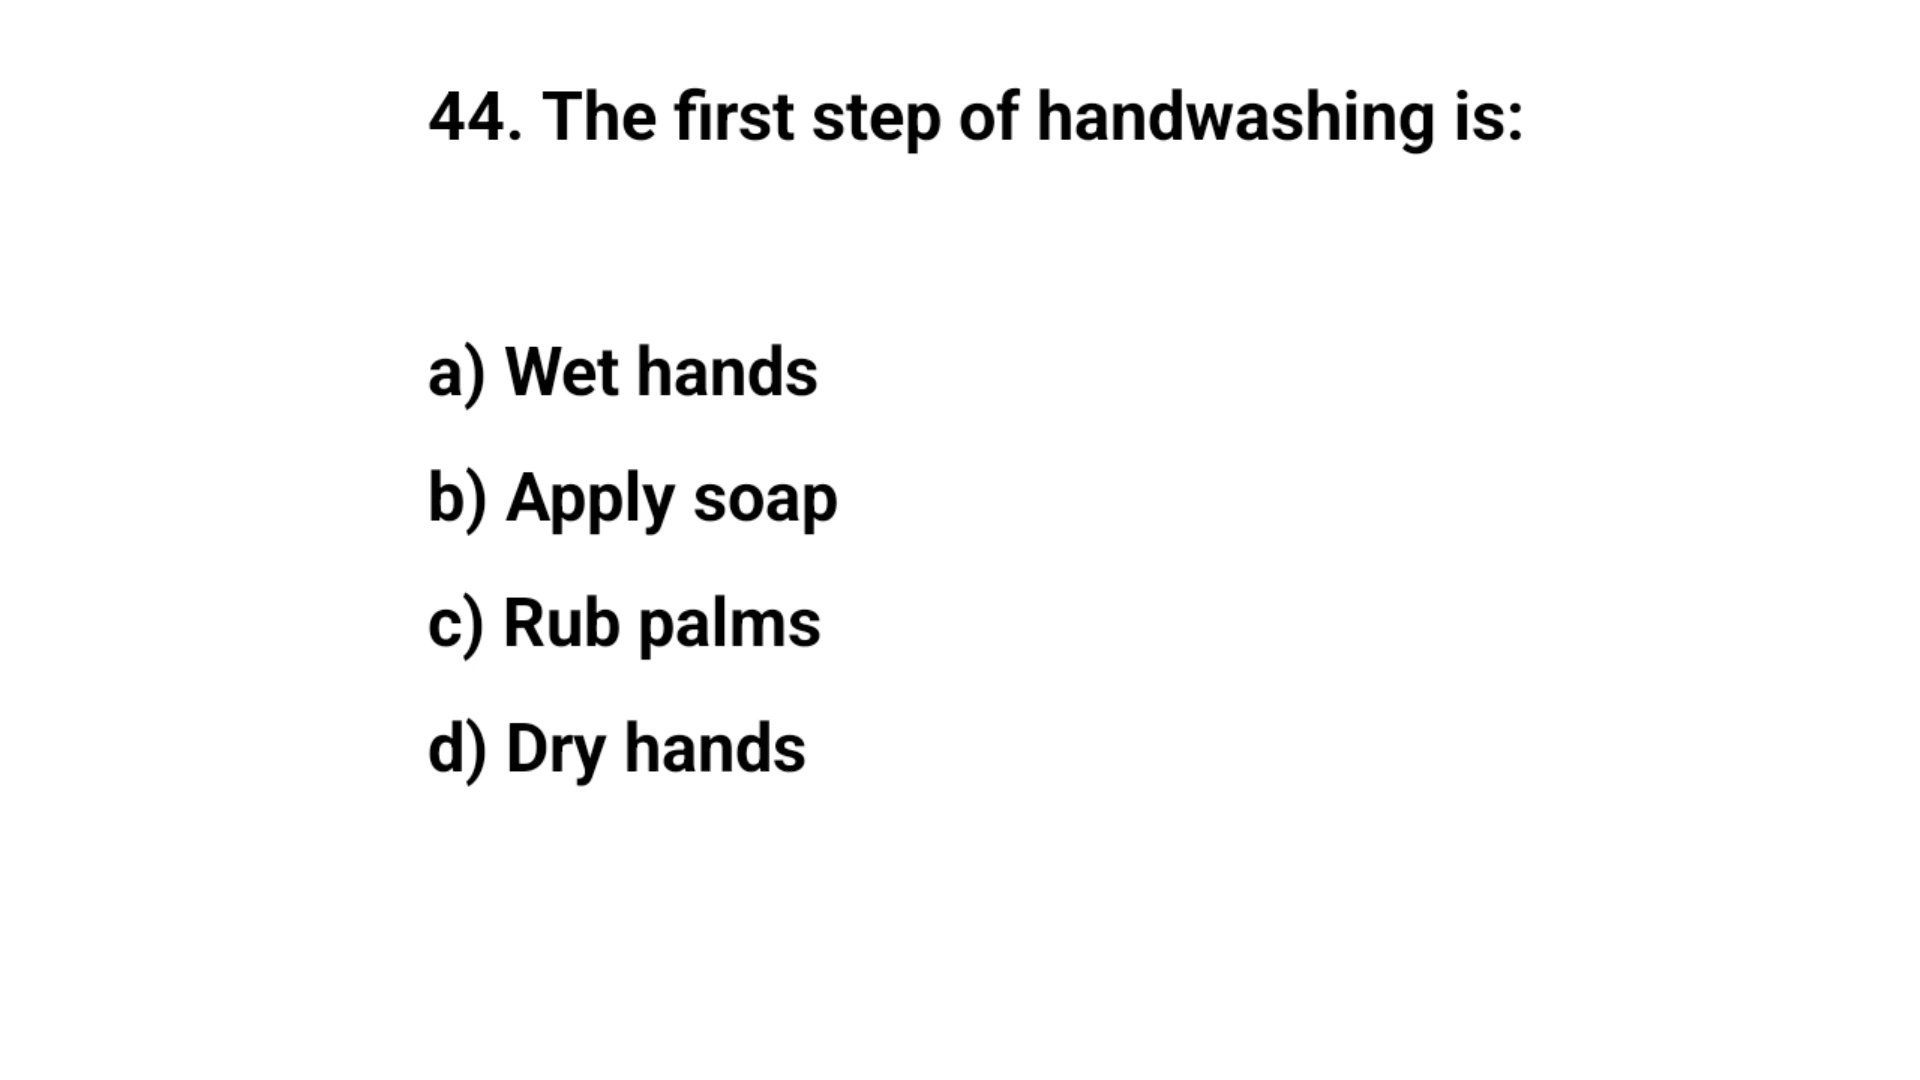 44. The first step of handwashing is:
a) Wet hands
b) Apply soap
c) Rub palms
d) Dry hands